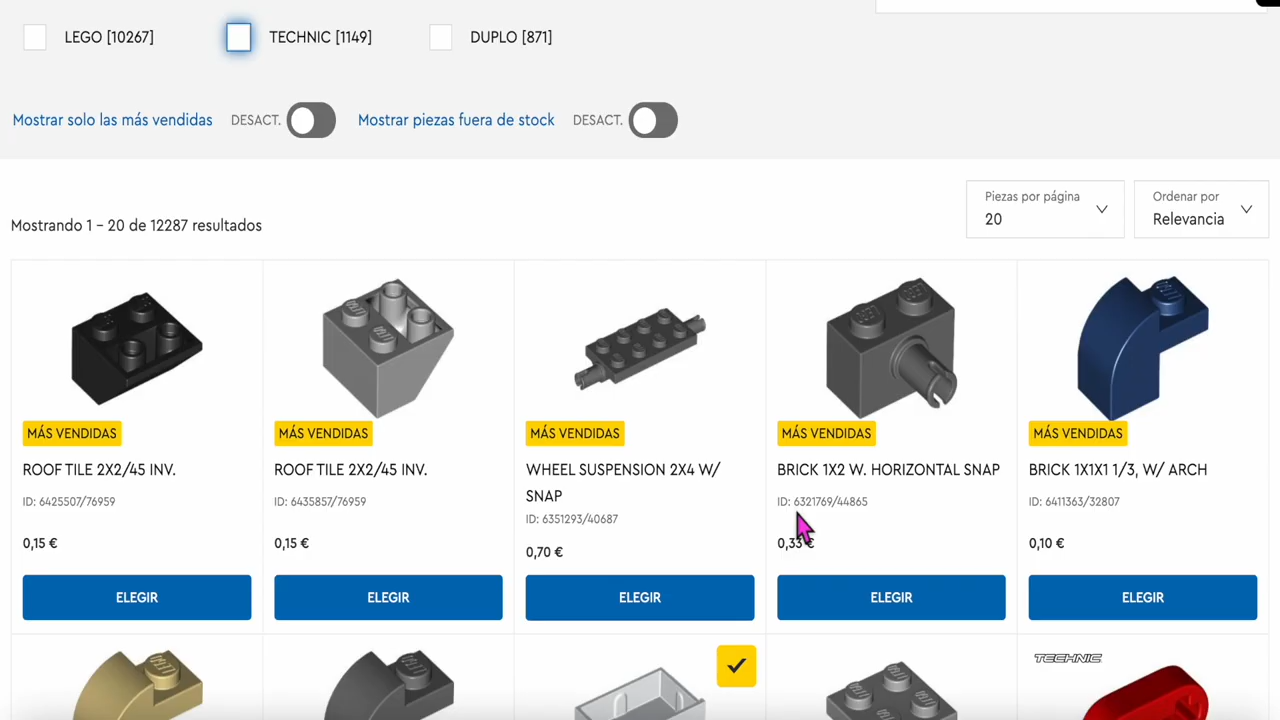 LEGO [10267] TECHNIC [1149] DUPLO [871]
Mostrar solo las más vendidas DESACT. Mostrar piezas fuera de stock DESACT.
Piezas por página
20
Ordenar por
Relevancia
Mostrando 1 – 20 de 12287 resultados
MÁS VENDIDAS
ROOF TILE 2X2/45 INV.
ID: 6425507/76959
0,15 €
ELEGIR
MÁS VENDIDAS
ROOF TILE 2X2/45 INV.
ID: 6435857/76959
0,15 €
ELEGIR
MÁS VENDIDAS
WHEEL SUSPENSION 2X4 W/
SNAP
ID: 6351293/40687
0,70 €
ELEGIR
MÁS VENDIDAS
BRICK 1X2 W. HORIZONTAL SNAP
ID: 6321769/44865
0,33 €
ELEGIR
MÁS VENDIDAS
BRICK 1X1X1 1/3, W/ ARCH
ID: 6411363/32807
0,10 €
ELEGIR
TECHNIC